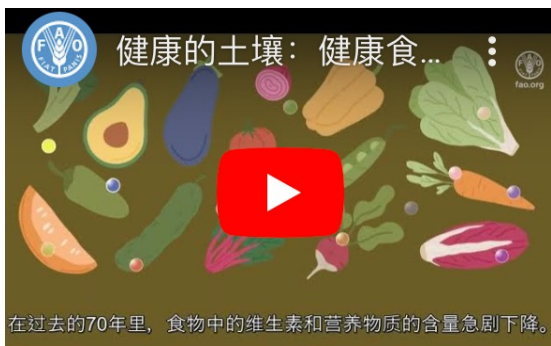 健康的土壤：健康食...
FAO
FIAT PANIS
fao.org
在过去的70年里，食物中的维生素和营养物质的含量急剧下降。